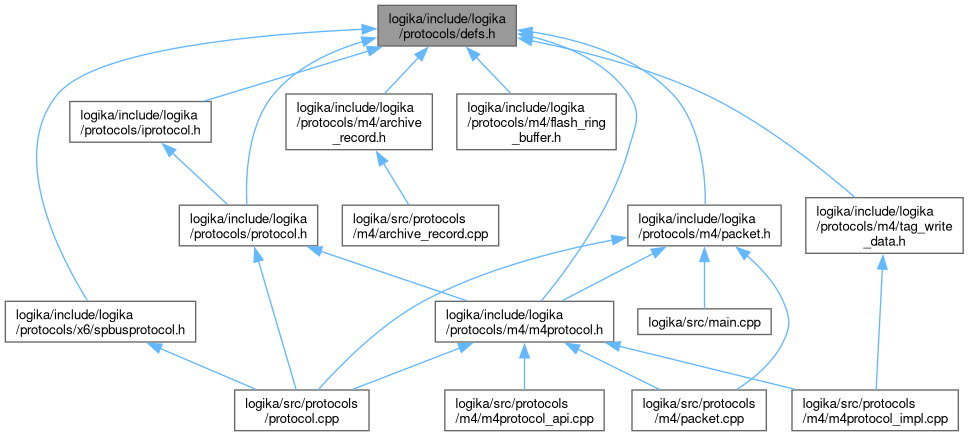 logika/include/logika
/protocols/defs.h
logika/include/logika
/protocols/iprotocol.h
logika/include/logika
/protocols/m4/archive
_record.h
logika/include/logika
/protocols/m4/flash_ring
_buffer.h
logika/include/logika
/protocols/protocol.h
logika/src/protocols
/m4/archive_record.cpp
logika/include/logika
/protocols/m4/packet.h
logika/include/logika
/protocols/m4/tag_write
_data.h
logika/include/logika
/protocols/x6/spbusprotocol.h
logika/include/logika
/protocols/m4/m4protocol.h
logika/src/main.cpp
logika/src/protocols
/protocol.cpp
logika/src/protocols
/m4/m4protocol_api.cpp
logika/src/protocols
/m4/packet.cpp
logika/src/protocols
/m4/m4protocol_impl.cpp